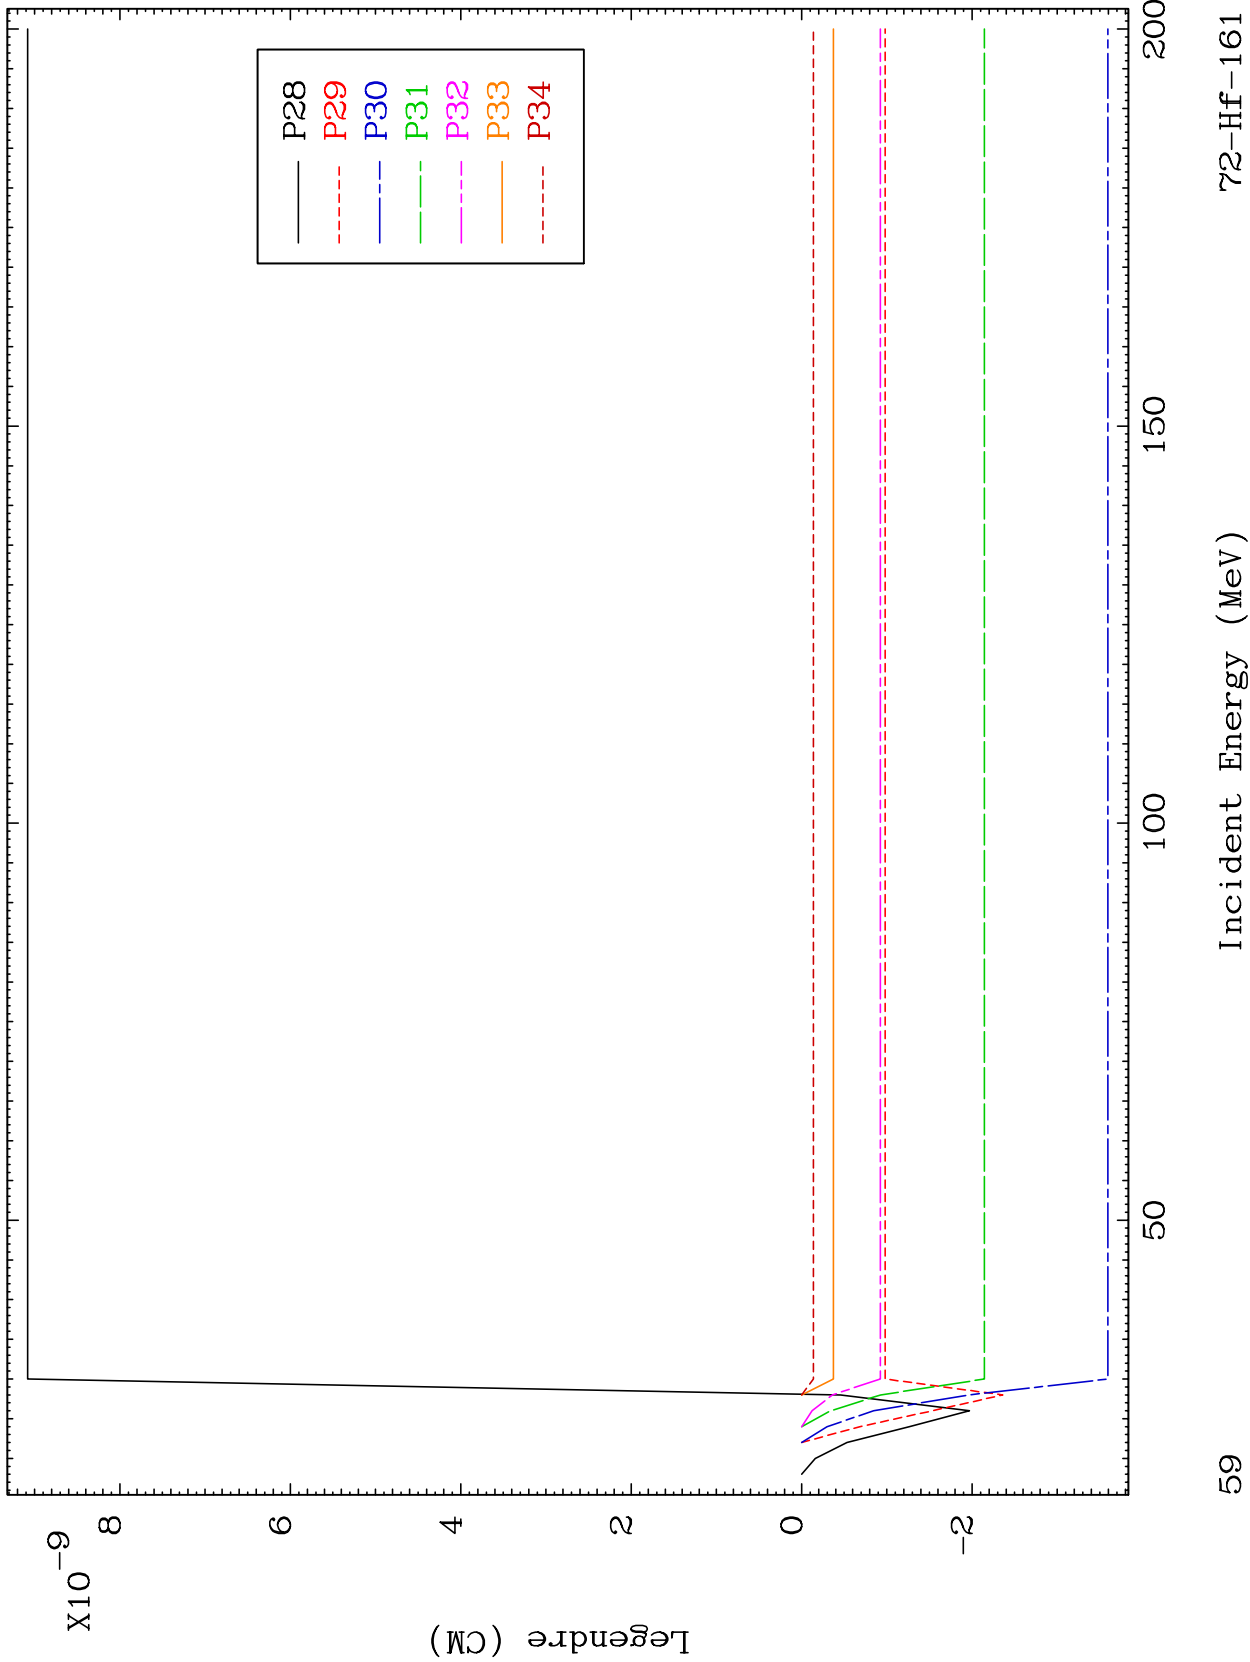 X10-9
8
6
4
2
0
-2
Legendre (CM)
P28
P29
P30
P31
P32
P33
P34
50
100
150
200
Incident Energy (MeV)
59
72-Hf-161